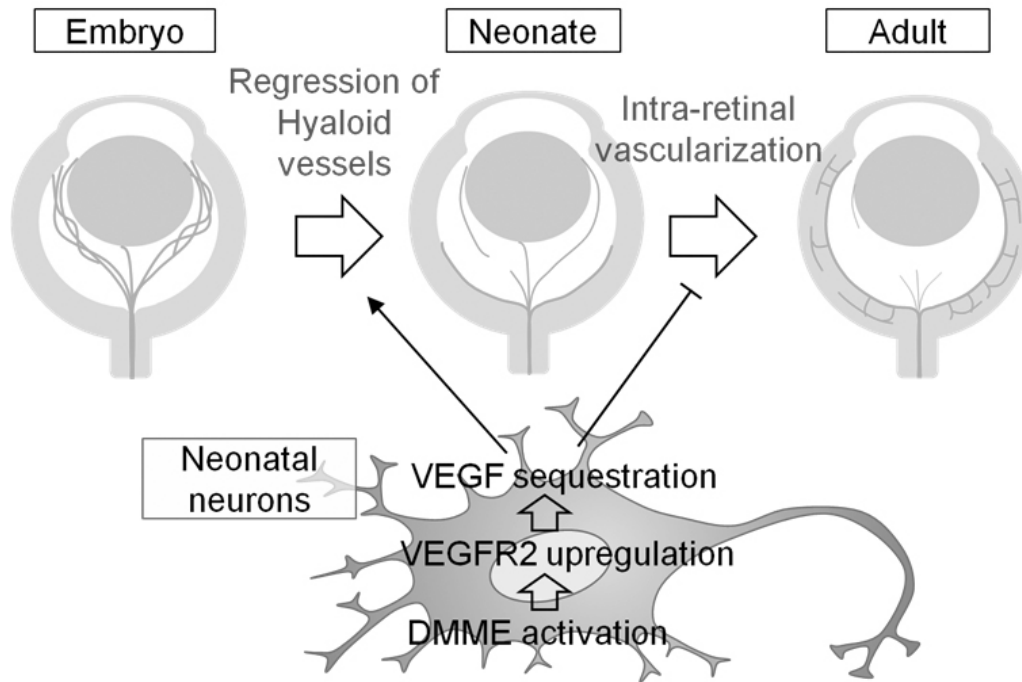 Embryo
Neonate
Adult
Regression of
Hyaloid
vessels
Intra-retinal
vascularization
Neonatal
neurons
VEGF sequestration
VEGFR2 upregulation
DMME activation